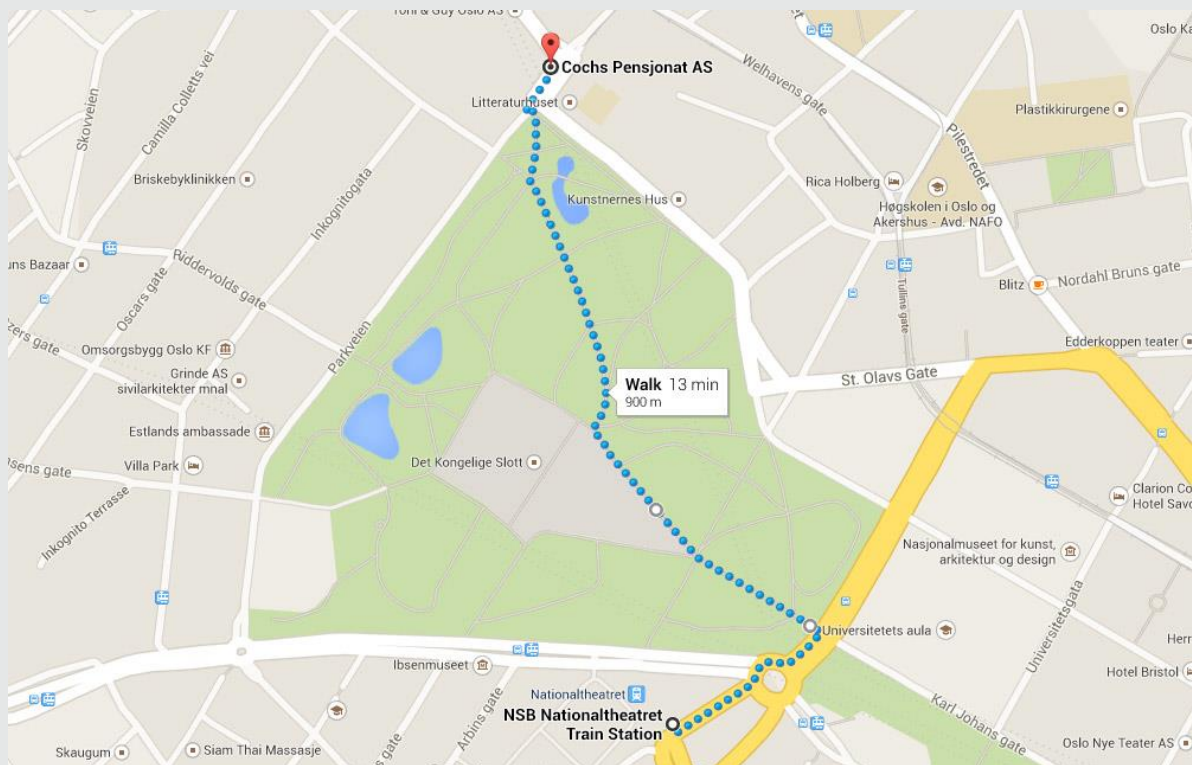 Toni & Guy Oslo AS
Cochs Pensjonat AS
Litteraturhuset
Oslo Ka
Skovveien
Camilla Colletts vei
Welhavens gate
Pilestredet
Plastikkirurgene
Briskebyklinikken
Inkognitogata
Kunstnernes Hus
Rica Holberg
Høgskolen i Oslo og
Akershus - Avd. NAFO
uns Bazaar
Riddervolds gate
Oscars gate
Tullins gate
Blitz
Nordahl Bruns gate
zers gate
Parkveien
Omsorgsbygg Oslo KF
Edderkoppen teater
Grinde AS
sivilarkitekter mnal
Walk 13 min
900 m
St. Olavs Gate
Estlands ambassade
Villa Park
Det Kongelige Slott
sens gate
Inkognito Terrasse
Clarion Co
Hotel Savo
Nasjonalmuseet for kunst,
arkitektur og design
Universitetsgata
Universitetets aula
Herr
Ibsenmuseet
Hotel Bristol
Nationaltheatret
NSB Nationaltheatret
Train Station
Karl Johans gate
Arbins gate
s gate
Skaugum
Siam Thai Massasje
Oslo Nye Teater AS